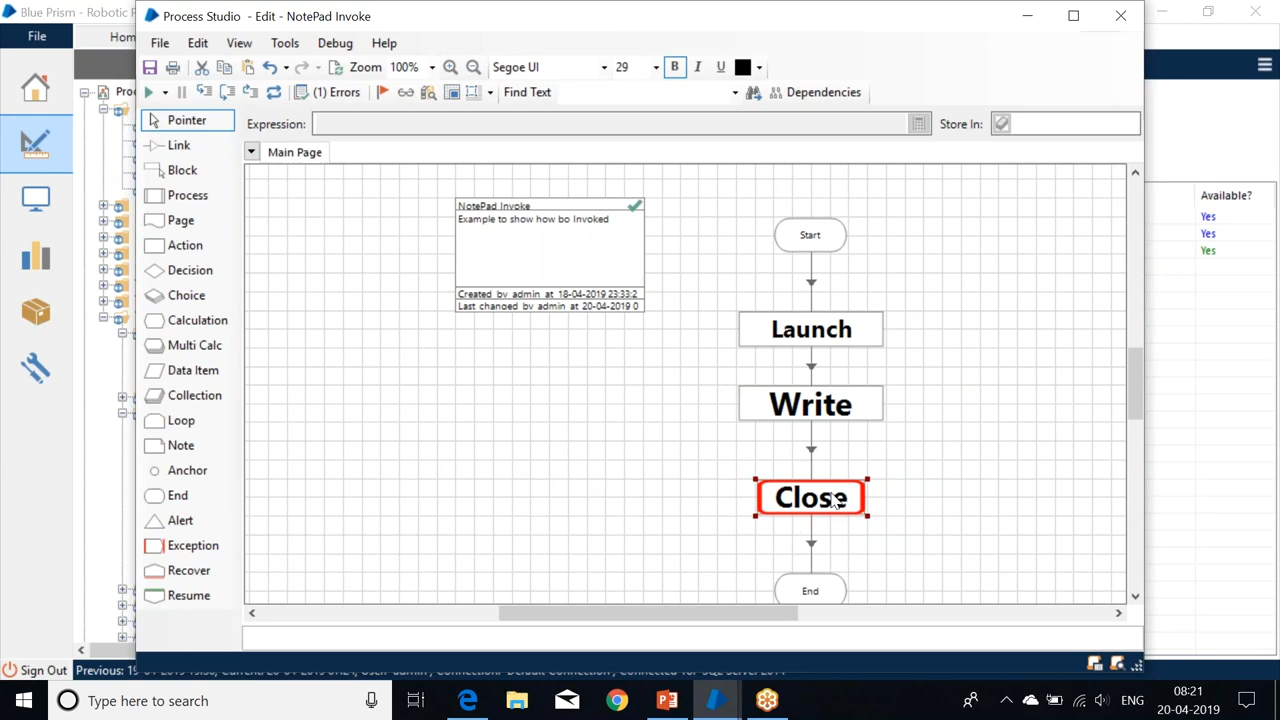 Blue Prism - Robotic P
Process Studio - Edit - NotePad Invoke
File
Hom
File Edit View Tools Debug Help
Zoom 100% Segoe UI 29 B I U
(1) Errors Find Text Dependencies
Proc
Pointer
Expression:
Store In:
Link
Main Page
Block
Process
Page
Action
Decision
Choice
Calculation
Multi Calc
Data Item
Collection
Loop
Note
Anchor
End
Alert
Exception
Recover
Resume
NotePad Invoke
Example to show how bo Invoked
Created by admin at 18-04-2019 23:33:2
Last changed by admin at 20-04-2019 0
Start
Launch
Write
Close
End
Available?
Yes
Yes
Yes
Sign Out
Type here to search
ENG
08:21
20-04-2019